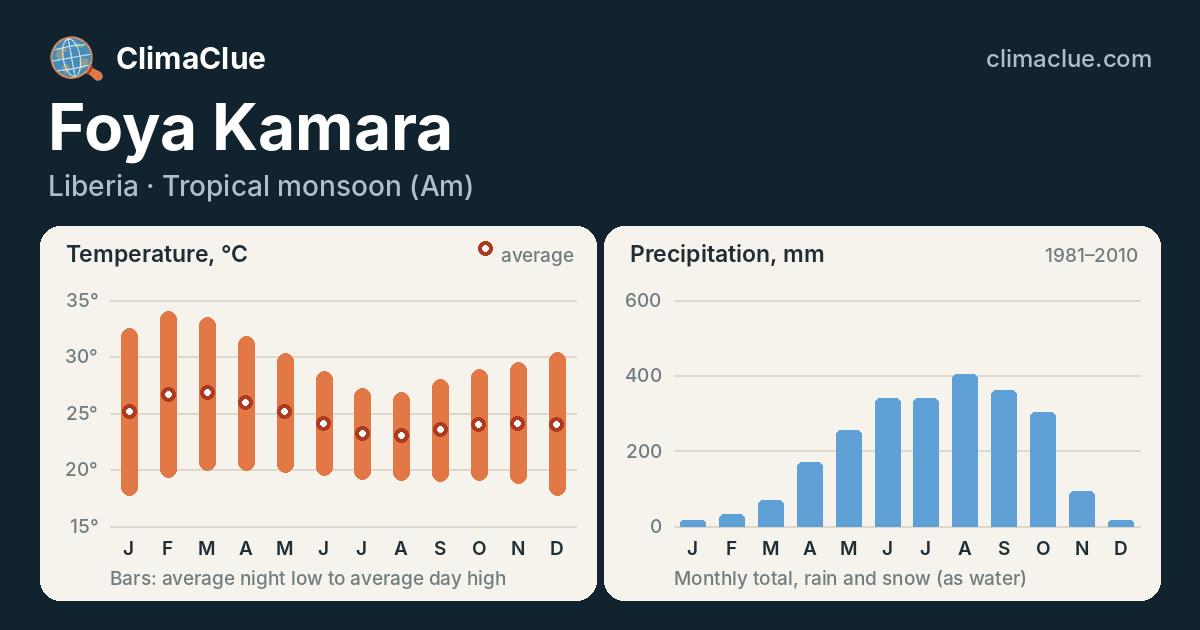 ClimaClue
climaclue.com
Foya Kamara
Liberia · Tropical monsoon (Am)
Temperature, °C
average
35°
30°
25°
20°
15°
J F M A M J J A S O N D
Bars: average night low to average day high
Precipitation, mm
1981–2010
600
400
200
0
J F M A M J J A S O N D
Monthly total, rain and snow (as water)